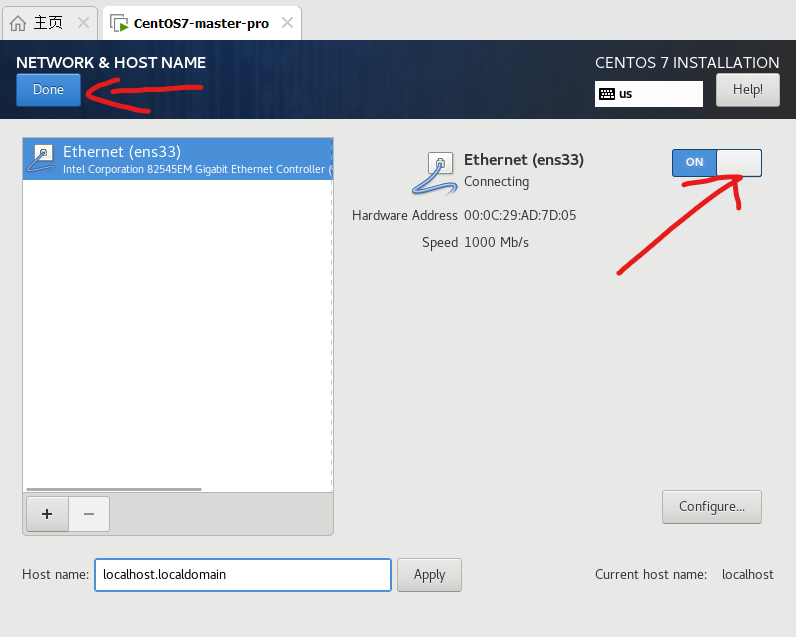 主页
CentOS7-master-pro
NETWORK & HOST NAME
CENTOS 7 INSTALLATION
Done
us
Help!
Ethernet (ens33)
Intel Corporation 82545EM Gigabit Ethernet Controller (
Ethernet (ens33)
Connecting
ON
Hardware Address 00:0C:29:AD:7D:05
Speed 1000 Mb/s
+
−
Configure...
Host name: localhost.localdomain Apply
Current host name: localhost